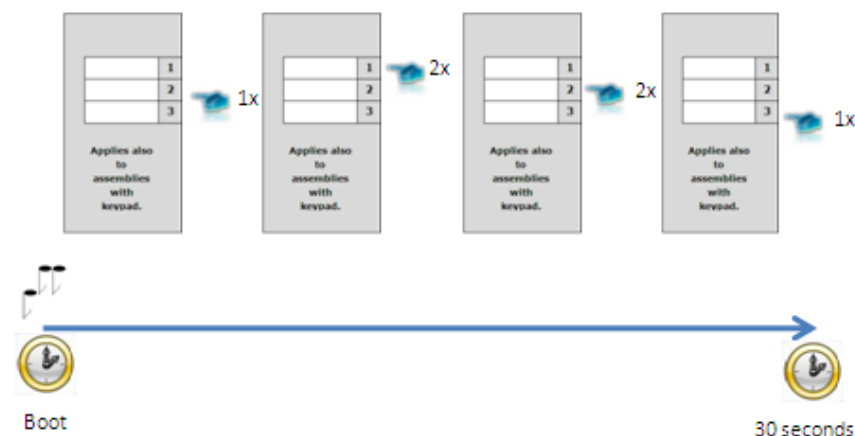 1
2
3
1x
Applies also
to
assemblies
with
keypad.
1
2
3
2x
Applies also
to
assemblies
with
keypad.
1
2
3
2x
Applies also
to
assemblies
with
keypad.
1
2
3
1x
Applies also
to
assemblies
with
keypad.
Boot
30 seconds